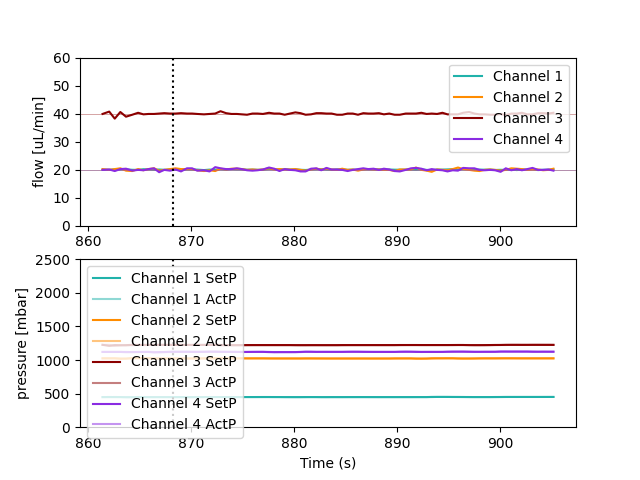 60
50
40
30
20
10
0
flow [uL/min]
Channel 1
Channel 2
Channel 3
Channel 4
860 870 880 890 900
2500
2000
1500
1000
500
0
pressure [mbar]
Channel 1 SetP
Channel 1 ActP
Channel 2 SetP
Channel 2 ActP
Channel 3 SetP
Channel 3 ActP
Channel 4 SetP
Channel 4 ActP
860 870 880 890 900
Time (s)